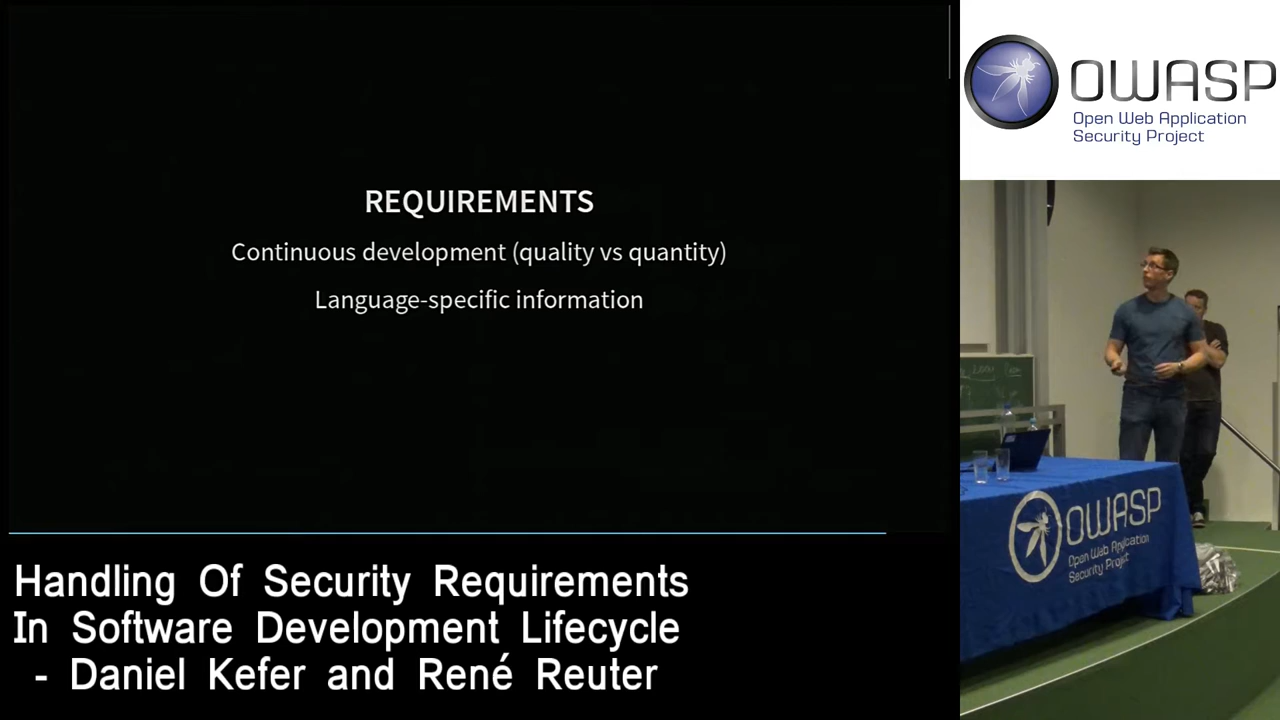 REQUIREMENTS
Continuous development (quality vs quantity)
Language-specific information
Handling Of Security Requirements
In Software Development Lifecycle
- Daniel Kefer and René Reuter
OWASP
Open Web Application
Security Project
OWASP
Open Web Application
Security Project